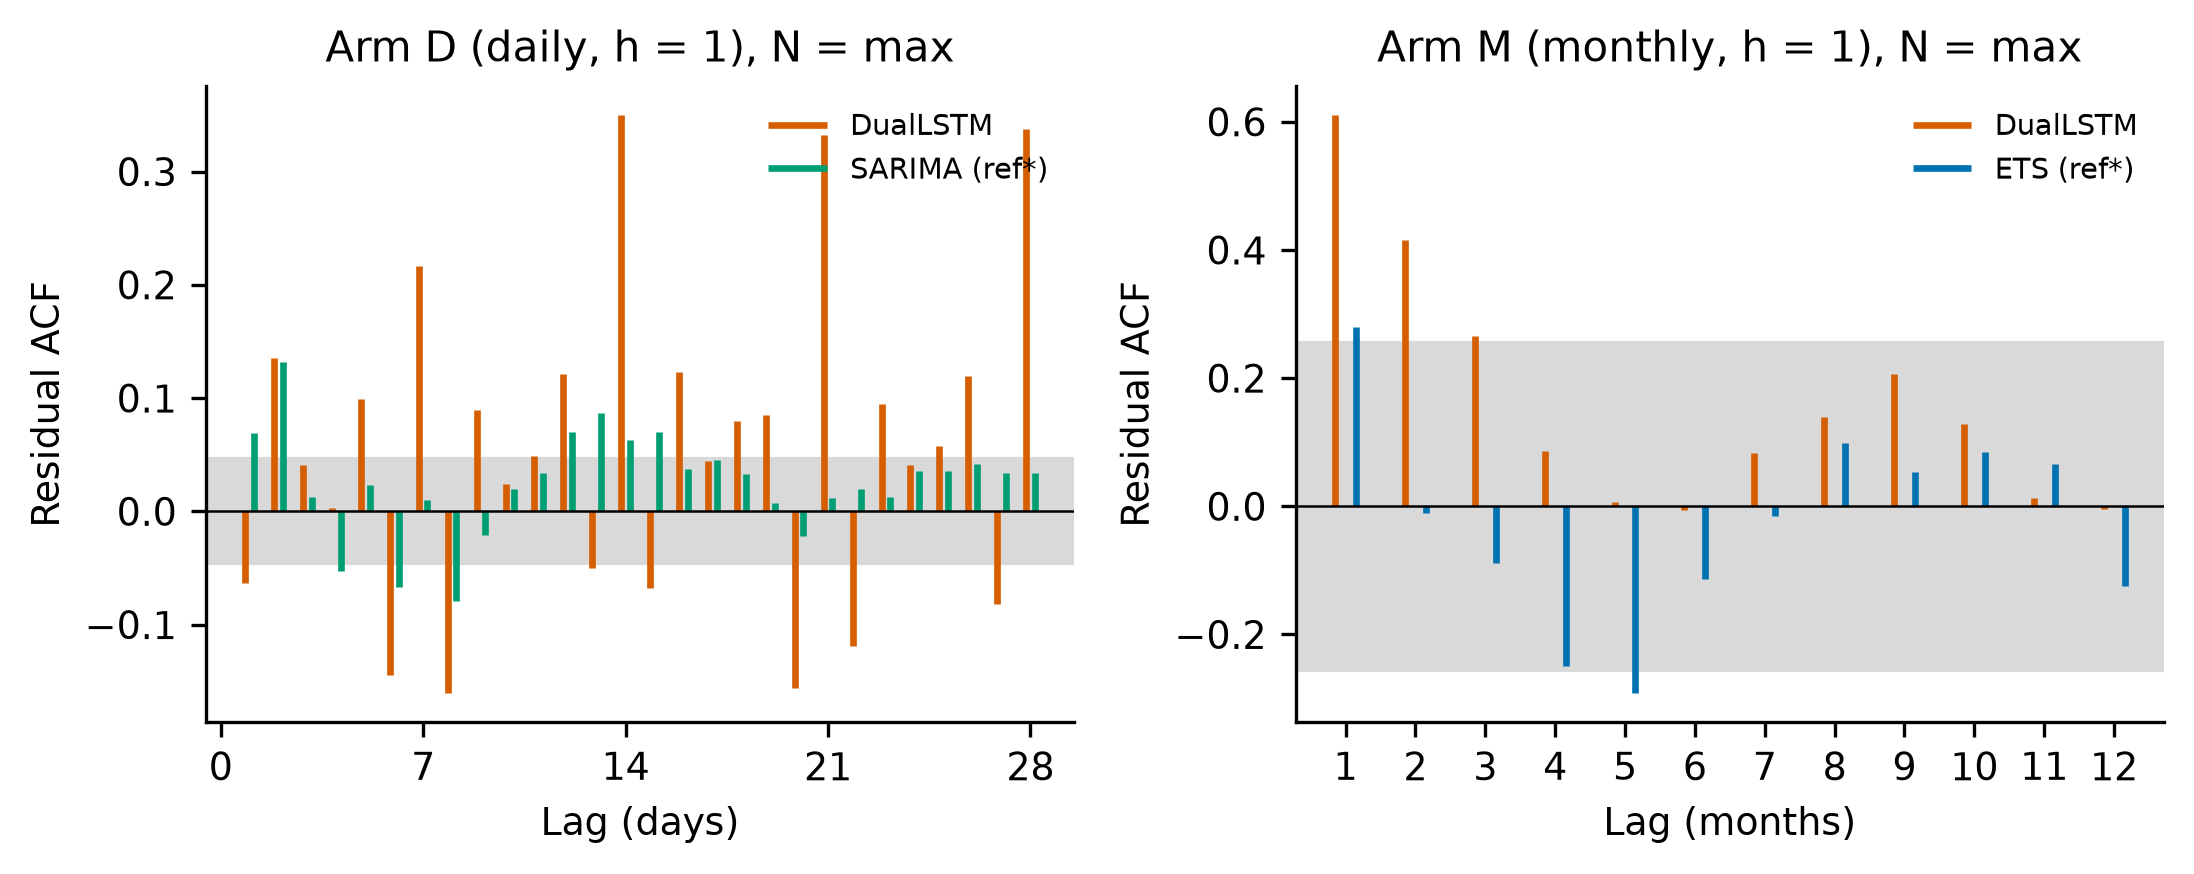 Arm D (daily, h = 1), N = max
DualLSTM
SARIMA (ref*)
Residual ACF
0.3
0.2
0.1
0.0
−0.1
0
7
14
21
28
Lag (days)
Arm M (monthly, h = 1), N = max
DualLSTM
ETS (ref*)
Residual ACF
0.6
0.4
0.2
0.0
−0.2
1
2
3
4
5
6
7
8
9
10
11
12
Lag (months)